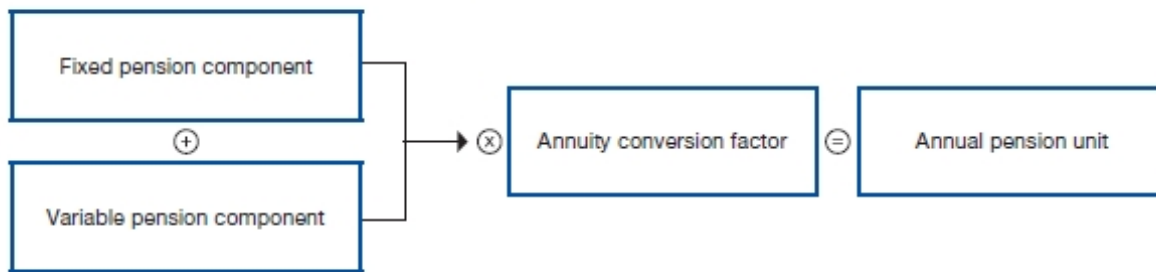 Fixed pension component
+
Variable pension component
x
Annuity conversion factor
=
Annual pension unit